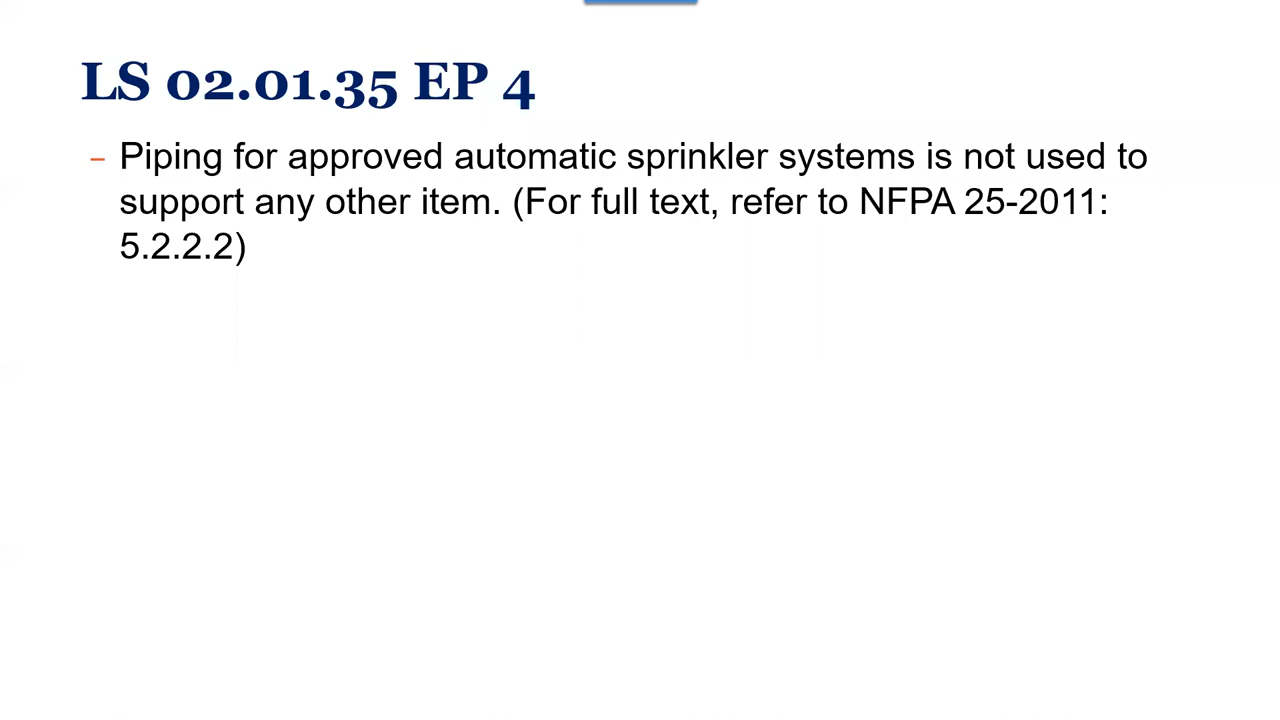 LS 02.01.35 EP 4
– Piping for approved automatic sprinkler systems is not used to
support any other item. (For full text, refer to NFPA 25-2011:
5.2.2.2)